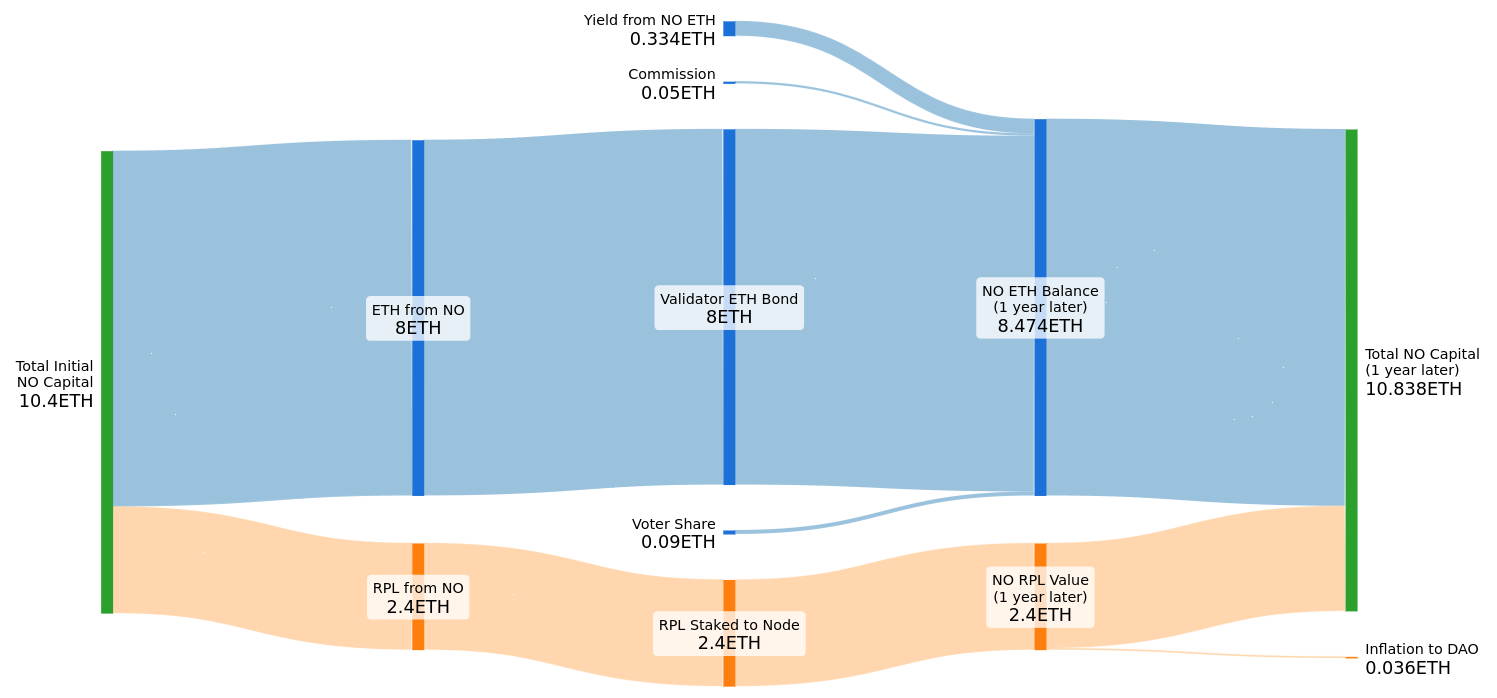 Yield from NO ETH
0.334ETH
Commission
0.05ETH
Total Initial
NO Capital
10.4ETH
ETH from NO
8ETH
Validator ETH Bond
8ETH
NO ETH Balance
(1 year later)
8.474ETH
Total NO Capital
(1 year later)
10.838ETH
Voter Share
0.09ETH
RPL from NO
2.4ETH
RPL Staked to Node
2.4ETH
NO RPL Value
(1 year later)
2.4ETH
Inflation to DAO
0.036ETH